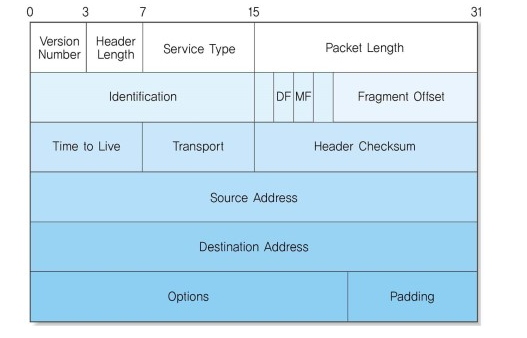 0 3 7 15 31
Version Number Header Length Service Type Packet Length
Identification DF MF Fragment Offset
Time to Live Transport Header Checksum
Source Address
Destination Address
Options Padding